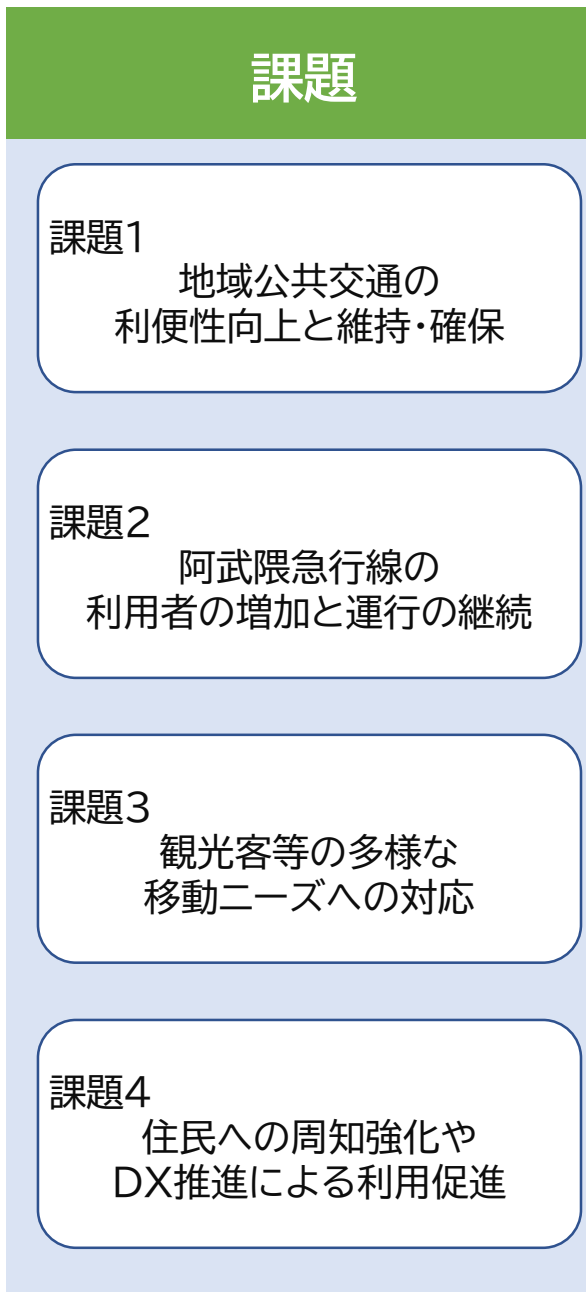 課題
課題1
地域公共交通の
利便性向上と維持・確保
課題2
阿武隈急行線の
利用者の増加と運行の継続
課題3
観光客等の多様な
移動ニーズへの対応
課題4
住民への周知強化や
DX推進による利用促進